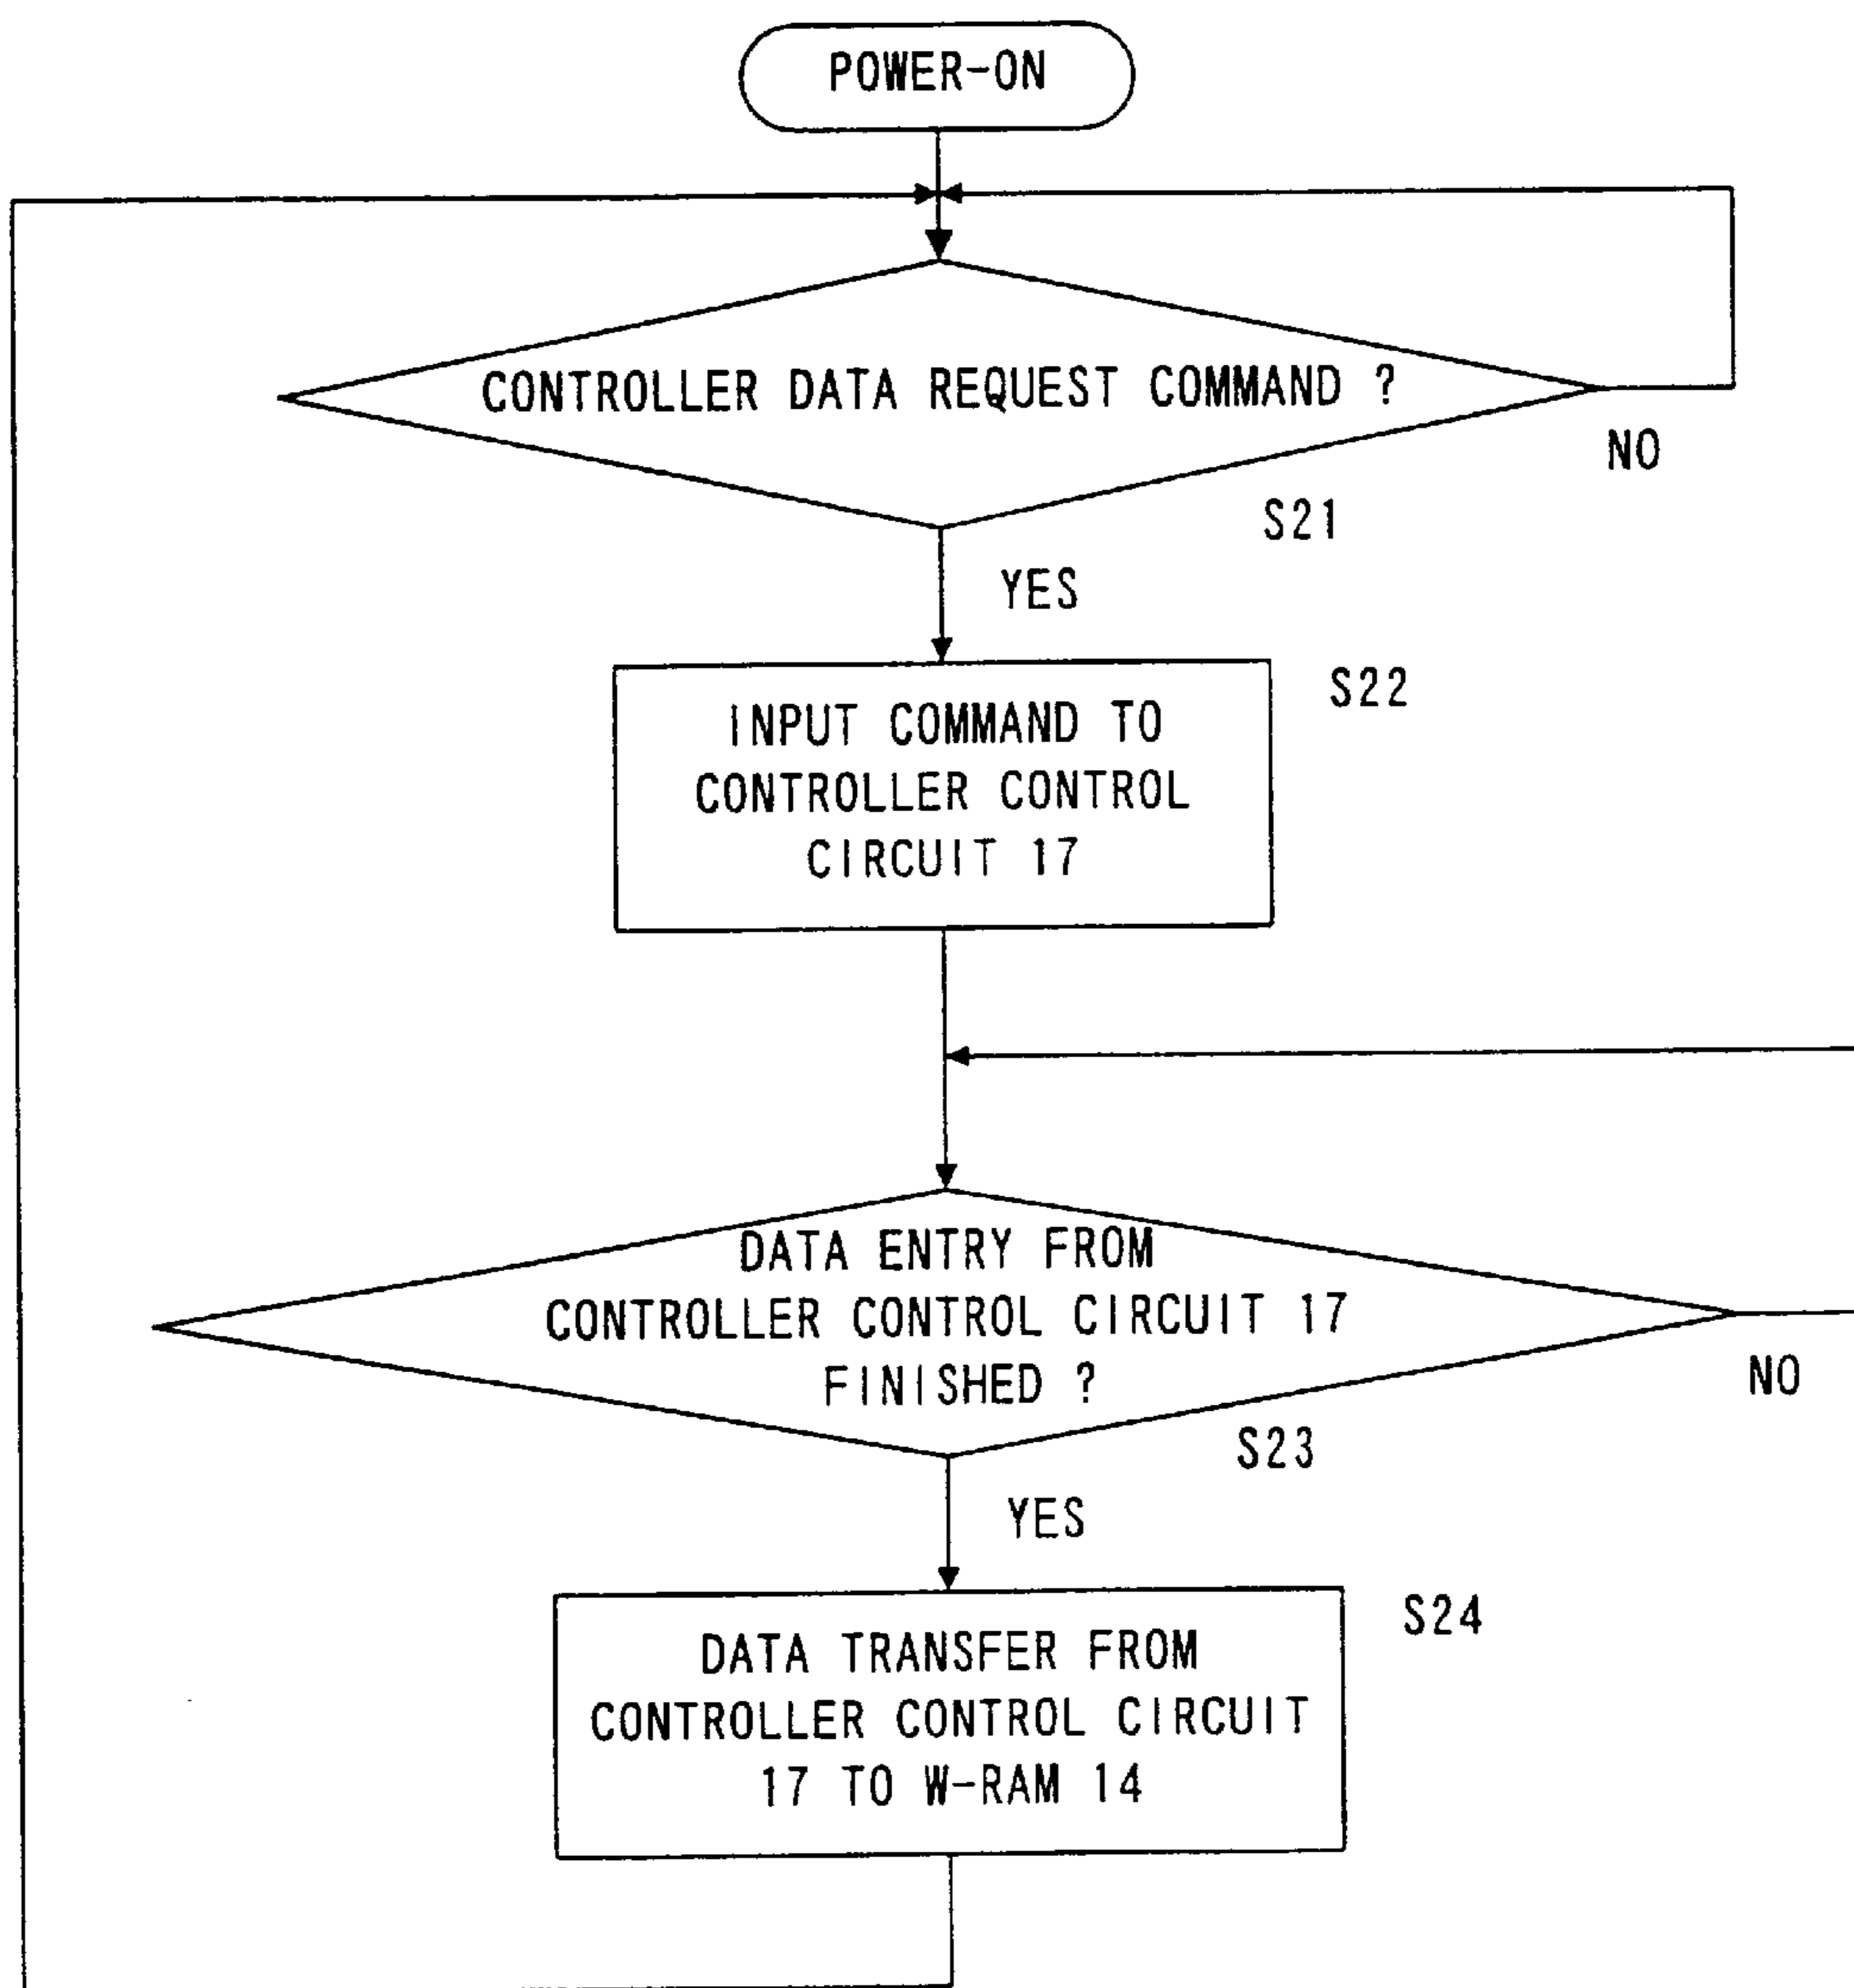 POWER-ON
CONTROLLER DATA REQUEST COMMAND ?
NO
S21
YES
S22
INPUT COMMAND TO
CONTROLLER CONTROL
CIRCUIT 17
DATA ENTRY FROM
CONTROLLER CONTROL CIRCUIT 17
FINISHED ?
NO
S23
YES
S24
DATA TRANSFER FROM
CONTROLLER CONTROL CIRCUIT
17 TO W-RAM 14